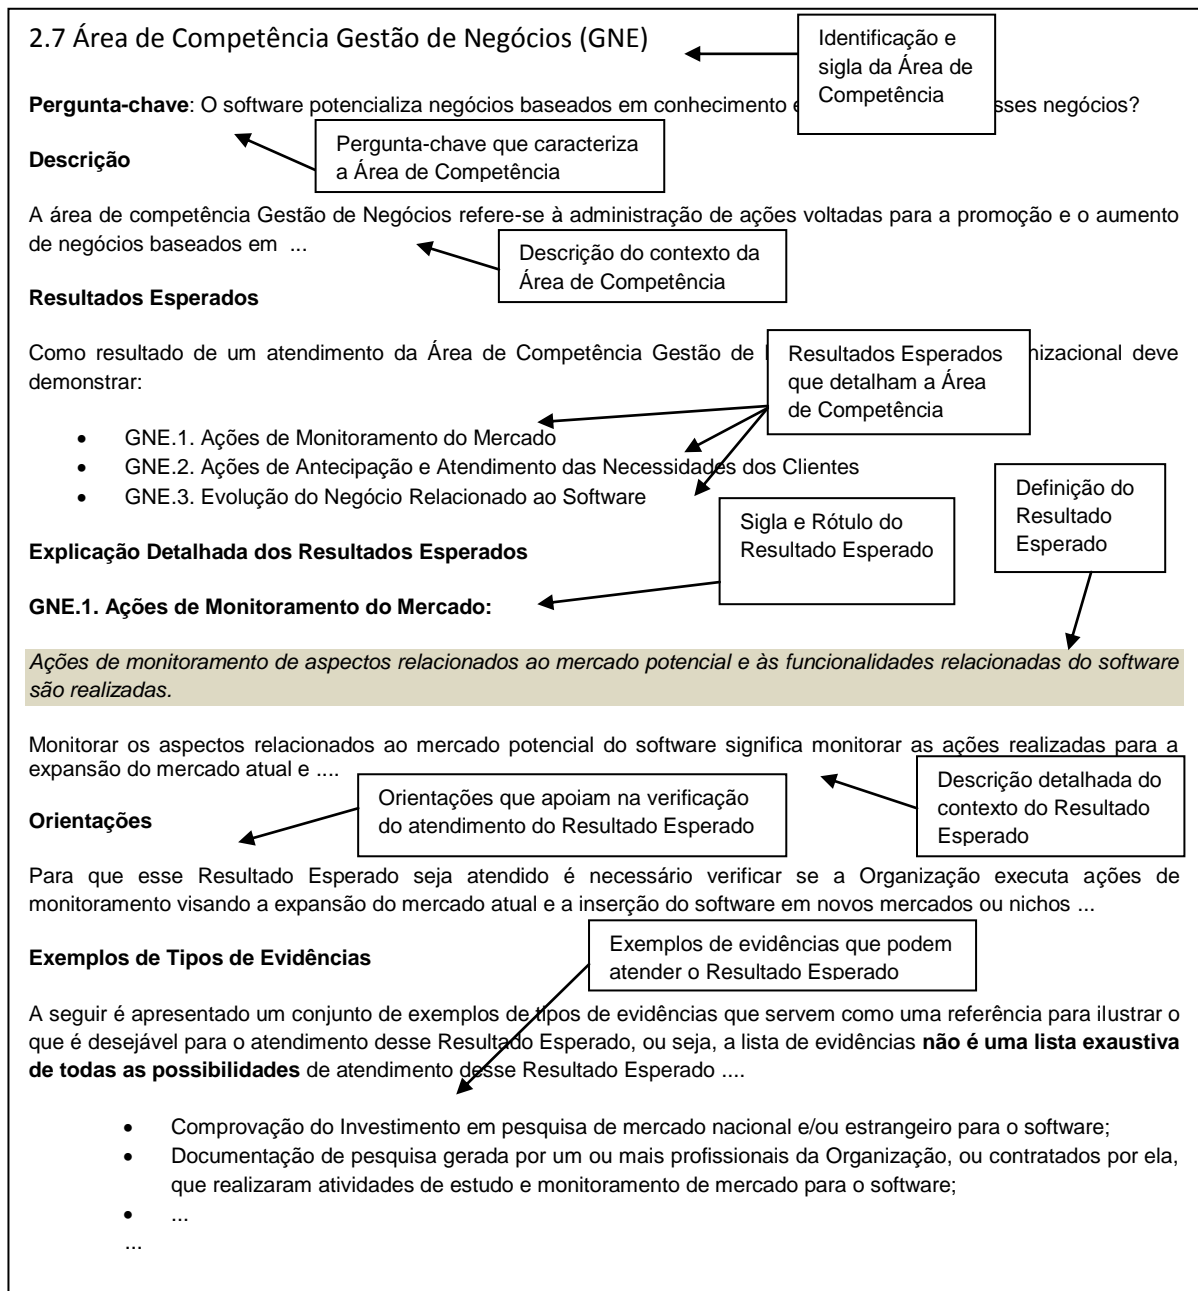 2.7 Área de Competência Gestão de Negócios (GNE)
Identificação e
sigla da Área de
Competência
Pergunta-chave: O software potencializa negócios baseados em conhecimento e
sses negócios?
Pergunta-chave que caracteriza
a Área de Competência
Descrição
A área de competência Gestão de Negócios refere-se à administração de ações voltadas para a promoção e o aumento
de negócios baseados em ...
Descrição do contexto da
Área de Competência
Resultados Esperados
Como resultado de um atendimento da Área de Competência Gestão de
nizacional deve
demonstrar:
Resultados Esperados
que detalham a Área
de Competência
• GNE.1. Ações de Monitoramento do Mercado
• GNE.2. Ações de Antecipação e Atendimento das Necessidades dos Clientes
• GNE.3. Evolução do Negócio Relacionado ao Software
Sigla e Rótulo do
Resultado Esperado
Definição do
Resultado
Esperado
Explicação Detalhada dos Resultados Esperados
GNE.1. Ações de Monitoramento do Mercado:
Ações de monitoramento de aspectos relacionados ao mercado potencial e às funcionalidades relacionadas do software
são realizadas.
Monitorar os aspectos relacionados ao mercado potencial do software significa monitorar as ações realizadas para a
expansão do mercado atual e ....
Descrição detalhada do
contexto do Resultado
Esperado
Orientações que apoiam na verificação
do atendimento do Resultado Esperado
Orientações
Para que esse Resultado Esperado seja atendido é necessário verificar se a Organização executa ações de
monitoramento visando a expansão do mercado atual e a inserção do software em novos mercados ou nichos ...
Exemplos de evidências que podem
atender o Resultado Esperado
Exemplos de Tipos de Evidências
A seguir é apresentado um conjunto de exemplos de tipos de evidências que servem como uma referência para ilustrar o
que é desejável para o atendimento desse Resultado Esperado, ou seja, a lista de evidências não é uma lista exaustiva
de todas as possibilidades de atendimento desse Resultado Esperado ....
• Comprovação do Investimento em pesquisa de mercado nacional e/ou estrangeiro para o software;
• Documentação de pesquisa gerada por um ou mais profissionais da Organização, ou contratados por ela,
que realizaram atividades de estudo e monitoramento de mercado para o software;
• ...
...